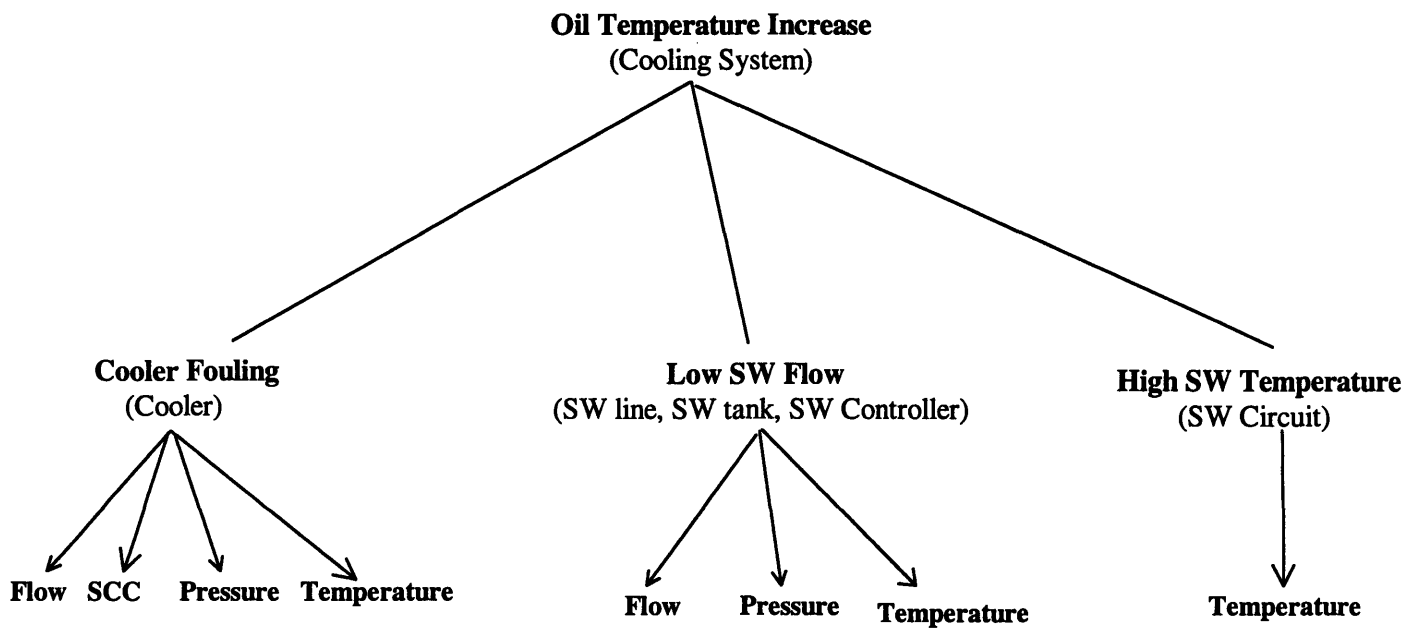 Oil Temperature Increase
(Cooling System)
Cooler Fouling
(Cooler)
Low SW Flow
(SW line, SW tank, SW Controller)
High SW Temperature
(SW Circuit)
Flow SCC Pressure Temperature
Flow Pressure Temperature
Temperature